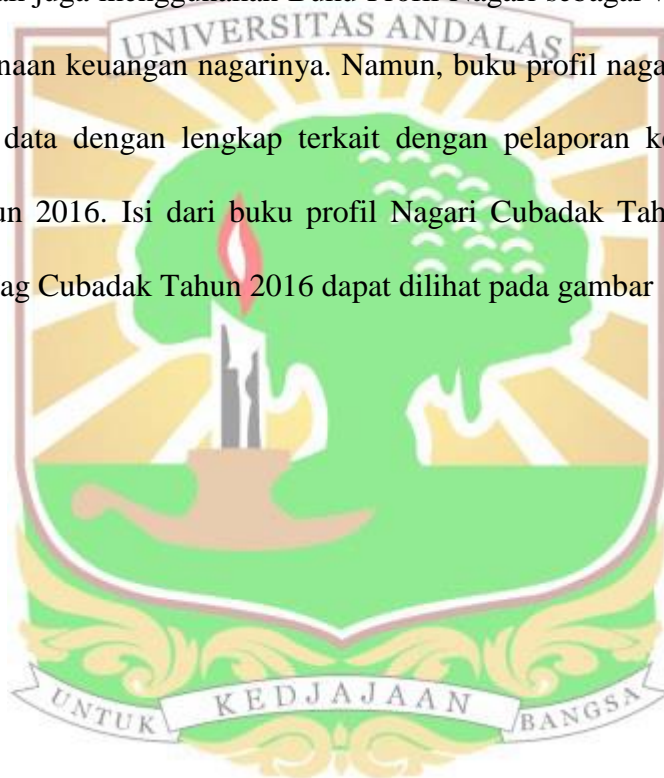 juga menggunakan Buku Profil Nagari sebagai
UNIVERSITAS ANDALAS
naan keuangan nagarinya. Namun, buku profil naga
data dengan lengkap terkait dengan pelaporan ke
un 2016. Isi dari buku profil Nagari Cubadak Tah
ag Cubadak Tahun 2016 dapat dilihat pada gambar
UNTUK KEDJAJAAN BANGSA